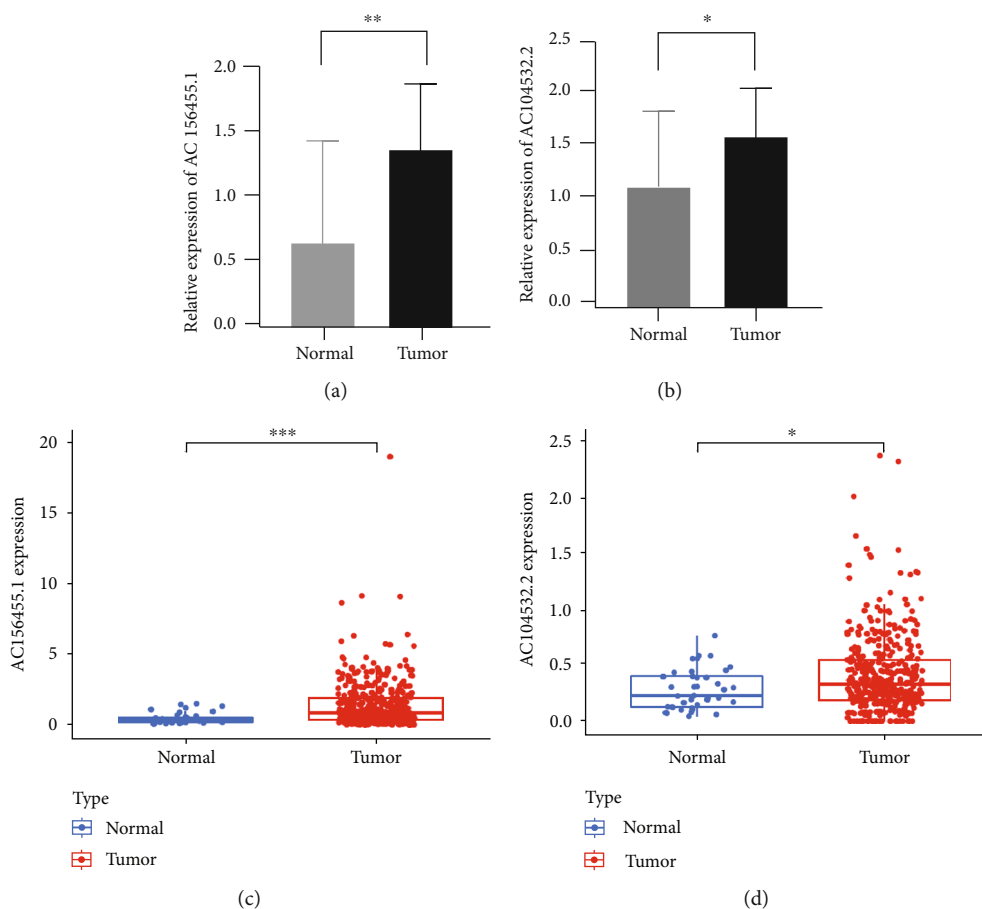 **
Relative expression of AC 156455.1
2.0
1.5
1.0
0.5
0.0
Normal
Tumor
(a)
*
Relative expression of AC104532.2
2.5
2.0
1.5
1.0
0.5
0.0
Normal
Tumor
(b)
***
AC156455.1 expression
20
15
10
5
0
Normal
Tumor
Type
Normal
Tumor
(c)
*
AC104532.2 expression
2.5
2.0
1.5
1.0
0.5
0.0
Normal
Tumor
Type
Normal
Tumor
(d)